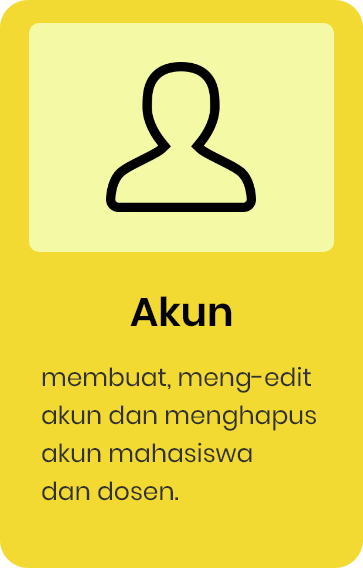 Akun
membuat, meng-edit
akun dan menghapus
akun mahasiswa
dan dosen.